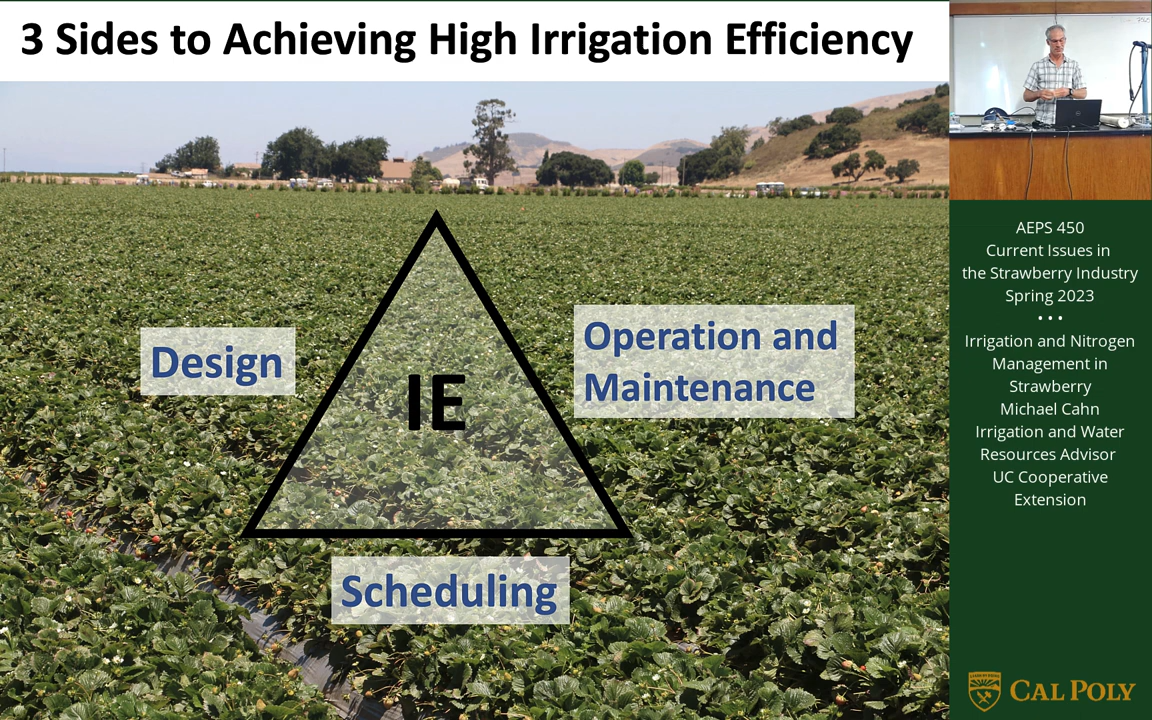 3 Sides to Achieving High Irrigation Efficiency
Design
IE
Operation and
Maintenance
Scheduling
AEPS 450
Current Issues in
the Strawberry Industry
Spring 2023
• • •
Irrigation and Nitrogen
Management in
Strawberry
Michael Cahn
Irrigation and Water
Resources Advisor
UC Cooperative
Extension
CAL POLY